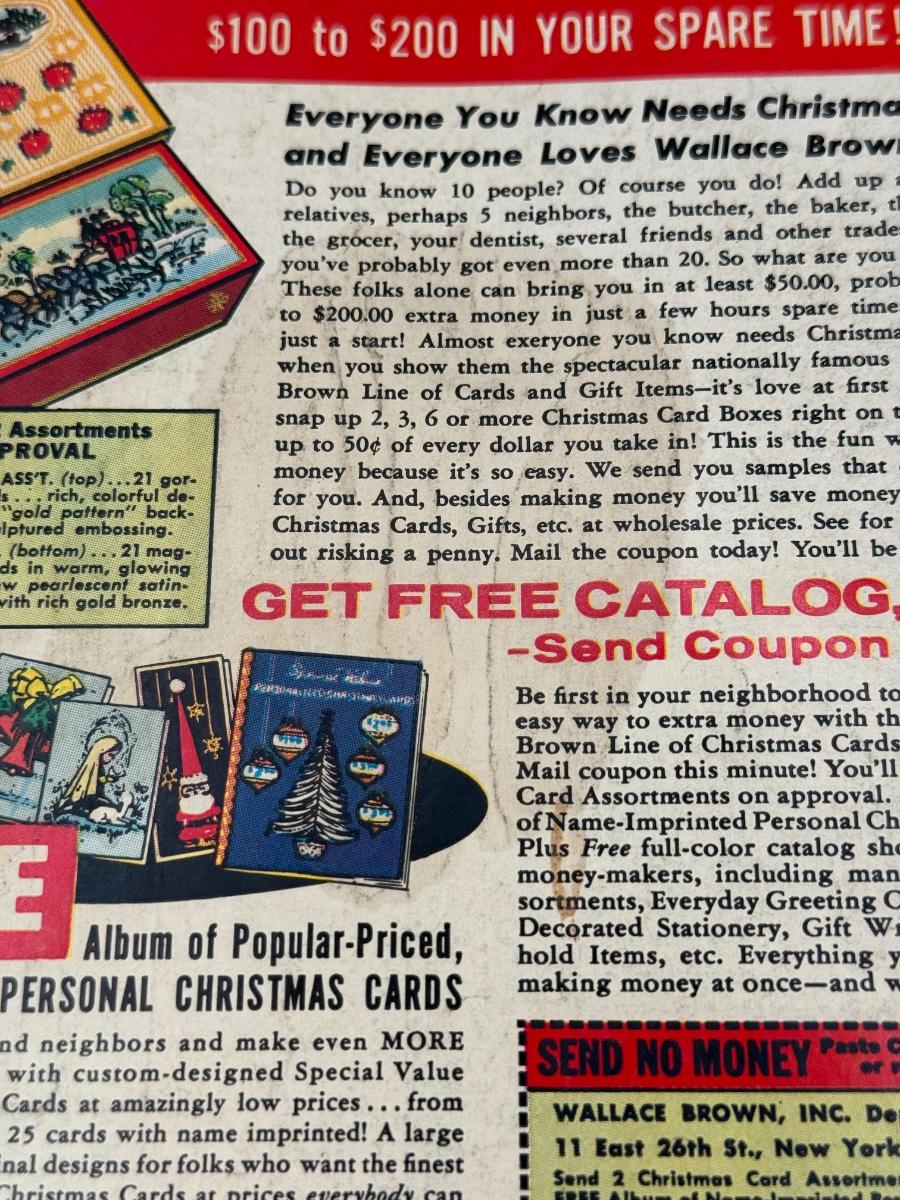 $100 to $200 IN YOUR SPARE TIME!
Everyone You Know Needs Christma
and Everyone Loves Wallace Brow
Do you know 10 people? Of course you do! Add up
relatives, perhaps 5 neighbors, the butcher, the baker, th
the grocer, your dentist, several friends and other trade
you've probably got even more than 20. So what are you
These folks alone can bring you in at least $50.00, prob
to $200.00 extra money in just a few hours spare time
just a start! Almost exeryone you know needs Christma
when you show them the spectacular nationally famous
Brown Line of Cards and Gift Items—it's love at first
snap up 2, 3, 6 or more Christmas Card Boxes right on t
up to 50¢ of every dollar you take in! This is the fun w
money because it's so easy. We send you samples that
for you. And, besides making money you'll save money
Christmas Cards, Gifts, etc. at wholesale prices. See for
out risking a penny. Mail the coupon today! You'll be
Assortments
PROVAL
ASS'T. (top)...21 gor-
s...rich, colorful de-
"gold pattern" back-
lptured embossing.
(bottom)...21 mag-
ds in warm, glowing
w pearlescent satin-
with rich gold bronze.
GET FREE CATALOG,
–Send Coupon
PERSONALIZED CHRISTMAS CARDS
Be first in your neighborhood to
easy way to extra money with th
Brown Line of Christmas Cards
Mail coupon this minute! You'll
Card Assortments on approval.
of Name-Imprinted Personal Ch
Plus Free full-color catalog sho
money-makers, including man
sortments, Everyday Greeting C
Decorated Stationery, Gift Wr
hold Items, etc. Everything y
making money at once—and w
E
Album of Popular-Priced,
PERSONAL CHRISTMAS CARDS
nd neighbors and make even MORE
with custom-designed Special Value
Cards at amazingly low prices...from
25 cards with name imprinted! A large
inal designs for folks who want the finest
Christmas Cards at prices everybody can
SEND NO MONEY Paste C
or
WALLACE BROWN, INC. De
11 East 26th St., New York
Send 2 Christmas Card Assortme
FREE Album of Name Imprinted